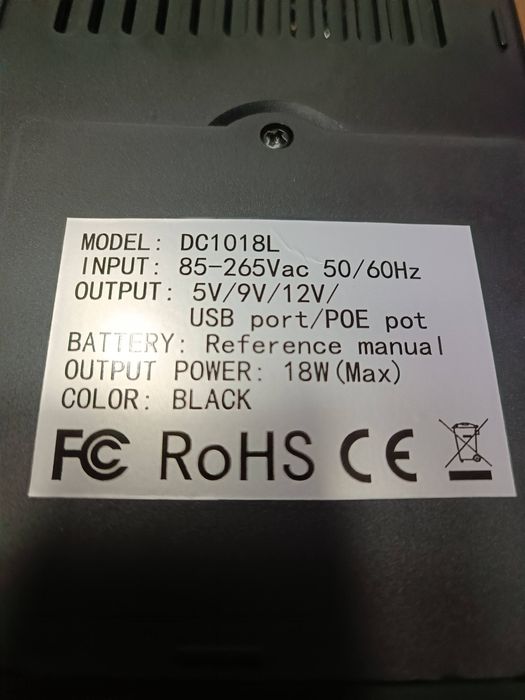 MODEL: DC1018L
INPUT: 85-265Vac 50/60Hz
OUTPUT: 5V/9V/12V/
USB port/POE pot
BATTERY: Reference manual
OUTPUT POWER: 18W(Max)
COLOR: BLACK
FC RoHS CE